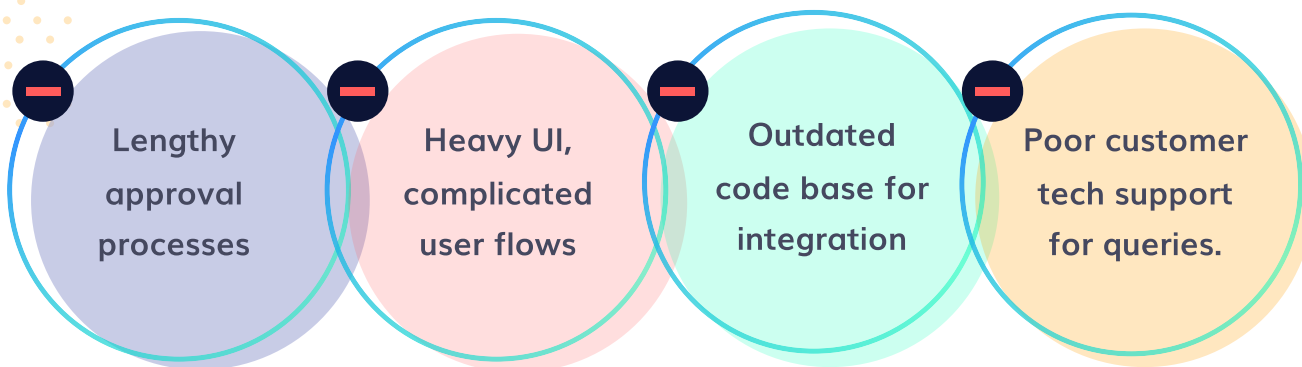 Lengthy
approval
processes
Heavy UI,
complicated
user flows
Outdated
code base for
integration
Poor customer
tech support
for queries.